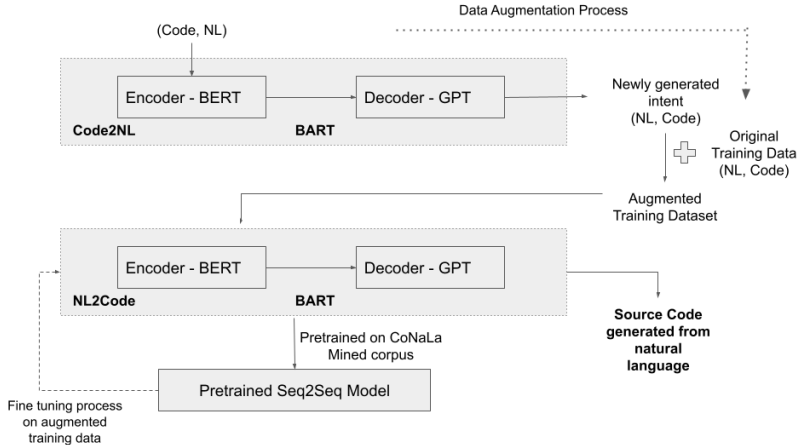 Data Augmentation Process
(Code, NL)
Encoder - BERT
Decoder - GPT
Code2NL
BART
Newly generated
intent
(NL, Code)
Original
Training Data
(NL, Code)
Augmented
Training Dataset
Encoder - BERT
Decoder - GPT
NL2Code
BART
Source Code
generated from
natural
language
Pretrained on CoNaLa
Mined corpus
Pretrained Seq2Seq Model
Fine tuning process
on augmented
training data